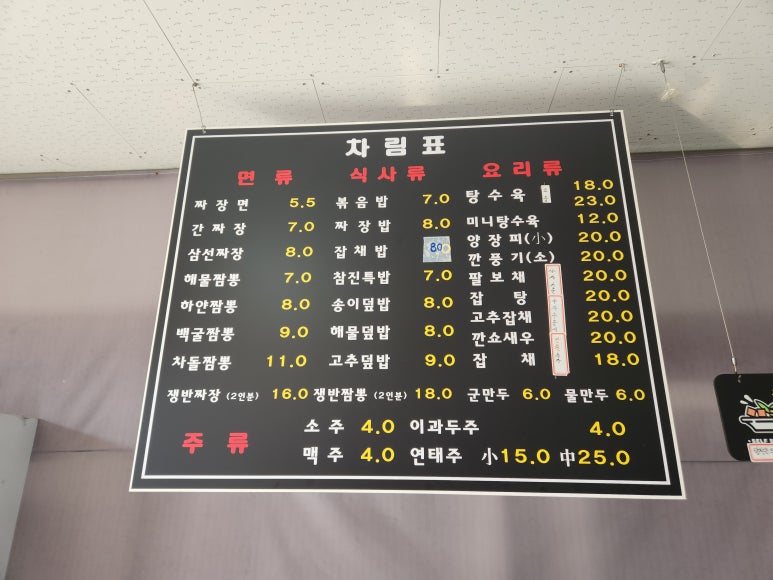 차림표
면 류 식사류 요리류
짜장면 5.5 볶음밥 7.0 탕수육 18.0
23.0
간짜장 7.0 짜장밥 8.0 미니탕수육 12.0
삼선짜장 8.0 잡채밥 8.0 양장피(小) 20.0
깐풍기(소) 20.0
해물짬뽕 7.0 참진특밥 7.0 팔보채 20.0
하얀짬뽕 8.0 송이덮밥 8.0 잡 탕 20.0
고추잡채 20.0
백굴짬뽕 9.0 해물덮밥 8.0 깐쇼새우 20.0
차돌짬뽕 11.0 고추덮밥 9.0 잡 채 18.0
쟁반짜장 (2인분) 16.0 쟁반짬뽕 (2인분) 18.0 군만두 6.0 물만두 6.0
주 류
소 주 4.0 이과두주 4.0
맥 주 4.0 연태주 小15.0 中25.0